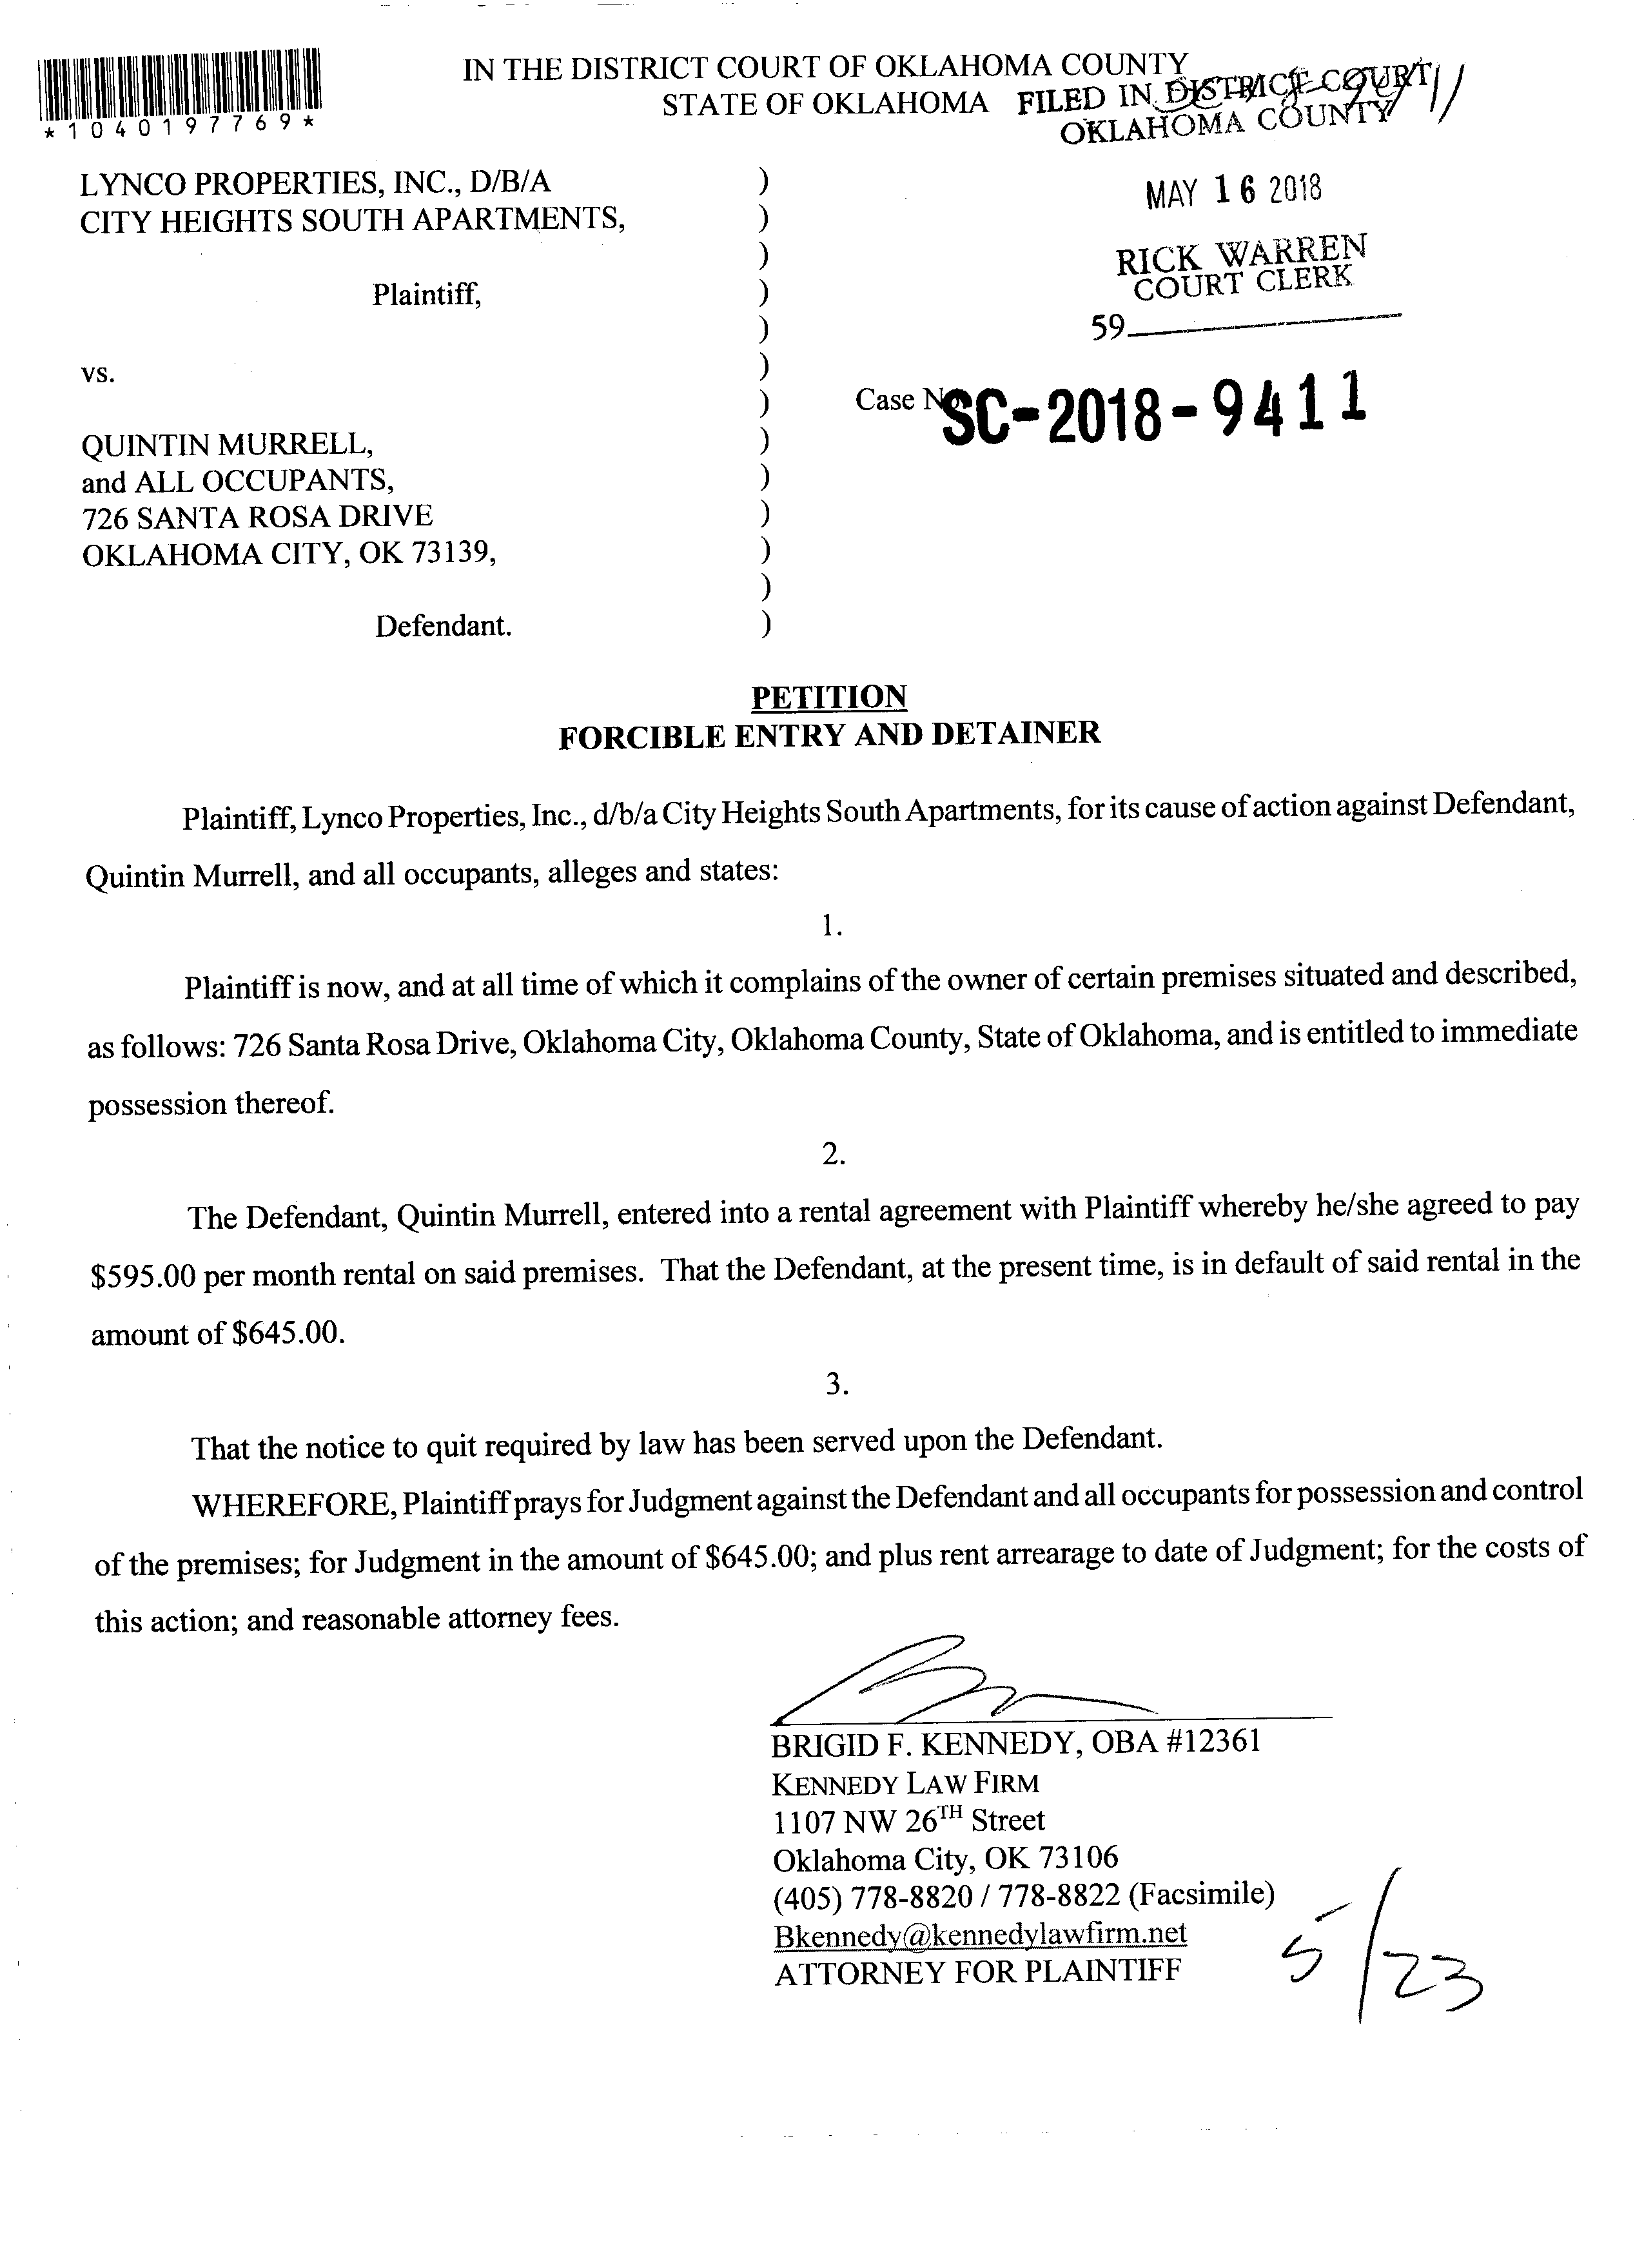 IN THE DISTRICT COURT OF OKLAHOMA COUNTY
STATE OF OKLAHOMA
FILED IN DISTRICT COURT
OKLAHOMA COUNTY
*1040197769*
LYNCO PROPERTIES, INC., D/B/A )
CITY HEIGHTS SOUTH APARTMENTS, )
)
Plaintiff, )
)
vs. )
)
QUINTIN MURRELL, )
and ALL OCCUPANTS, )
726 SANTA ROSA DRIVE )
OKLAHOMA CITY, OK 73139, )
)
Defendant. )
MAY 16 2018
RICK WARREN
COURT CLERK
59
Case No. SC-2018-9411
PETITION
FORCIBLE ENTRY AND DETAINER
Plaintiff, Lynco Properties, Inc., d/b/a City Heights South Apartments, for its cause of action against Defendant,
Quintin Murrell, and all occupants, alleges and states:
1.
Plaintiff is now, and at all time of which it complains of the owner of certain premises situated and described,
as follows: 726 Santa Rosa Drive, Oklahoma City, Oklahoma County, State of Oklahoma, and is entitled to immediate
possession thereof.
2.
The Defendant, Quintin Murrell, entered into a rental agreement with Plaintiff whereby he/she agreed to pay
$595.00 per month rental on said premises. That the Defendant, at the present time, is in default of said rental in the
amount of $645.00.
3.
That the notice to quit required by law has been served upon the Defendant.
WHEREFORE, Plaintiff prays for Judgment against the Defendant and all occupants for possession and control
of the premises; for Judgment in the amount of $645.00; and plus rent arrearage to date of Judgment; for the costs of
this action; and reasonable attorney fees.
BRIGID F. KENNEDY, OBA #12361
KENNEDY LAW FIRM
1107 NW 26TH Street
Oklahoma City, OK 73106
(405) 778-8820 / 778-8822 (Facsimile)
Bkennedy@kennedylawfirm.net
ATTORNEY FOR PLAINTIFF
5/23